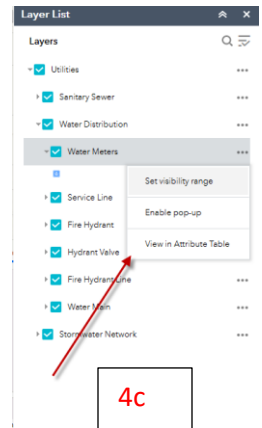 Layer List
Layers
Utilities
Sanitary Sewer
Water Distribution
Water Meters
Set visibility range
Service Line
Enable pop-up
Fire Hydrant
View in Attribute Table
Hydrant Valve
Fire Hydrant Line
Water Main
Stormwater Network
4c